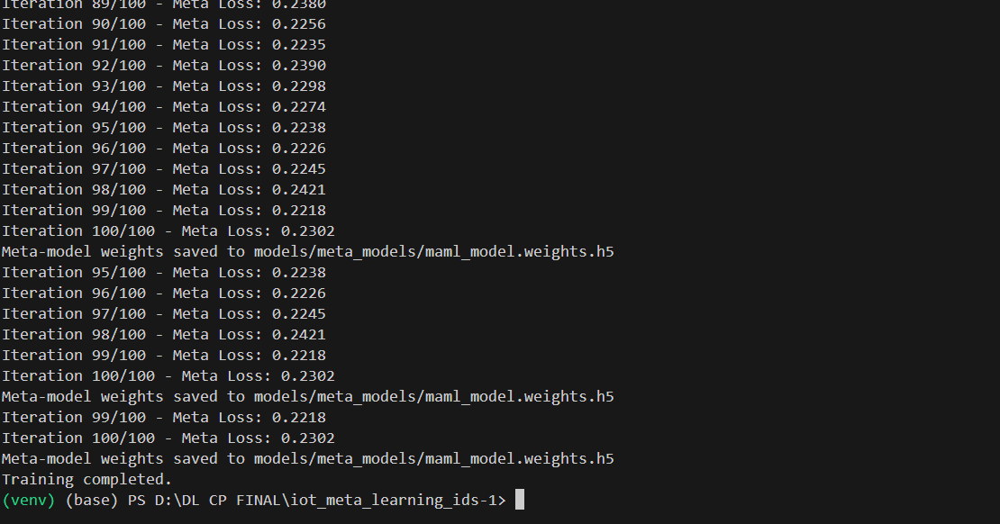 Iteration 89/100 - Meta Loss: 0.2380
Iteration 90/100 - Meta Loss: 0.2256
Iteration 91/100 - Meta Loss: 0.2235
Iteration 92/100 - Meta Loss: 0.2390
Iteration 93/100 - Meta Loss: 0.2298
Iteration 94/100 - Meta Loss: 0.2274
Iteration 95/100 - Meta Loss: 0.2238
Iteration 96/100 - Meta Loss: 0.2226
Iteration 97/100 - Meta Loss: 0.2245
Iteration 98/100 - Meta Loss: 0.2421
Iteration 99/100 - Meta Loss: 0.2218
Iteration 100/100 - Meta Loss: 0.2302
Meta-model weights saved to models/meta_models/maml_model.weights.h5
Iteration 95/100 - Meta Loss: 0.2238
Iteration 96/100 - Meta Loss: 0.2226
Iteration 97/100 - Meta Loss: 0.2245
Iteration 98/100 - Meta Loss: 0.2421
Iteration 99/100 - Meta Loss: 0.2218
Iteration 100/100 - Meta Loss: 0.2302
Meta-model weights saved to models/meta_models/maml_model.weights.h5
Iteration 99/100 - Meta Loss: 0.2218
Iteration 100/100 - Meta Loss: 0.2302
Meta-model weights saved to models/meta_models/maml_model.weights.h5
Training completed.
(venv) (base) PS D:\DL CP FINAL\iot_meta_learning_ids-1>